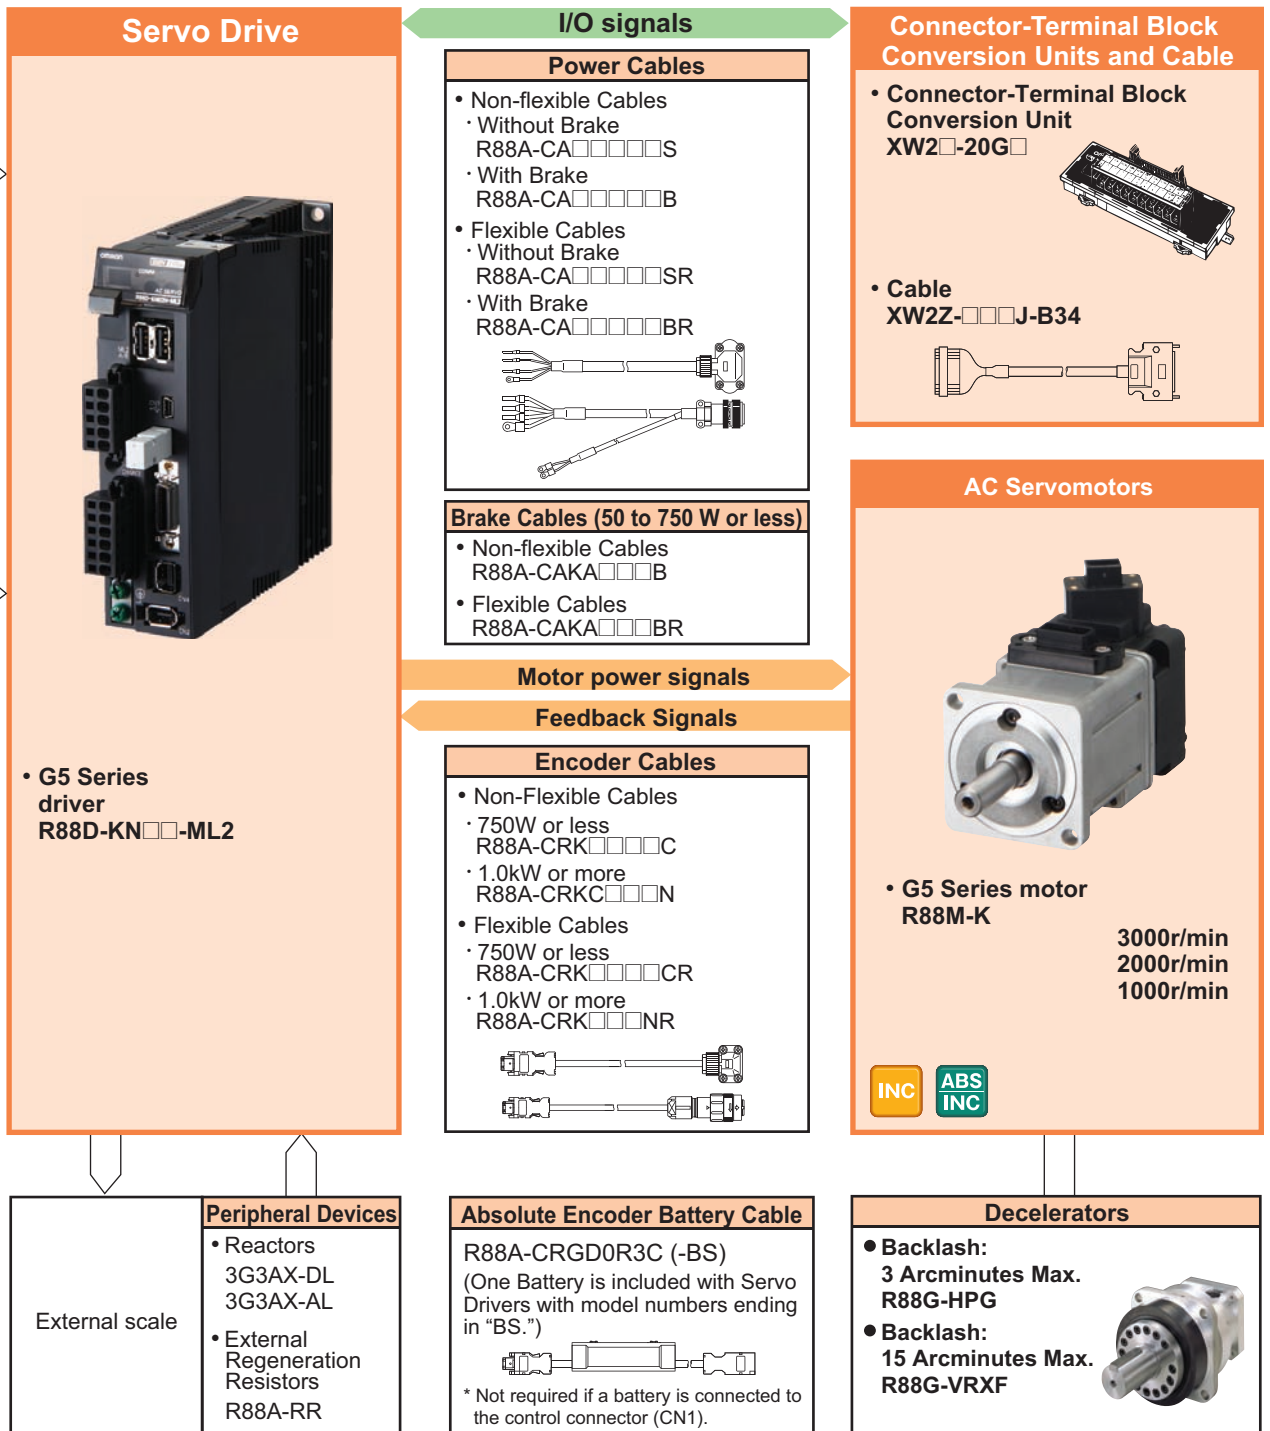 Servo Drive
• G5 Series
driver
R88D-KN□□-ML2
I/O signals
Power Cables
• Non-flexible Cables
· Without Brake
R88A-CA□□□□□S
· With Brake
R88A-CA□□□□□B
• Flexible Cables
· Without Brake
R88A-CA□□□□□SR
· With Brake
R88A-CA□□□□□BR
Brake Cables (50 to 750 W or less)
• Non-flexible Cables
R88A-CAKA□□□B
• Flexible Cables
R88A-CAKA□□□BR
Motor power signals
Feedback Signals
Encoder Cables
• Non-Flexible Cables
· 750W or less
R88A-CRK□□□□C
· 1.0kW or more
R88A-CRKC□□□N
• Flexible Cables
· 750W or less
R88A-CRK□□□□CR
· 1.0kW or more
R88A-CRK□□□NR
Connector-Terminal Block
Conversion Units and Cable
• Connector-Terminal Block
Conversion Unit
XW2□-20G□
• Cable
XW2Z-□□□J-B34
AC Servomotors
• G5 Series motor
R88M-K
3000r/min
2000r/min
1000r/min
INC
ABS
INC
External scale
Peripheral Devices
• Reactors
3G3AX-DL
3G3AX-AL
• External
Regeneration
Resistors
R88A-RR
Absolute Encoder Battery Cable
R88A-CRGD0R3C (-BS)
(One Battery is included with Servo
Drivers with model numbers ending
in “BS.”)
* Not required if a battery is connected to
the control connector (CN1).
Decelerators
● Backlash:
3 Arcminutes Max.
R88G-HPG
● Backlash:
15 Arcminutes Max.
R88G-VRXF